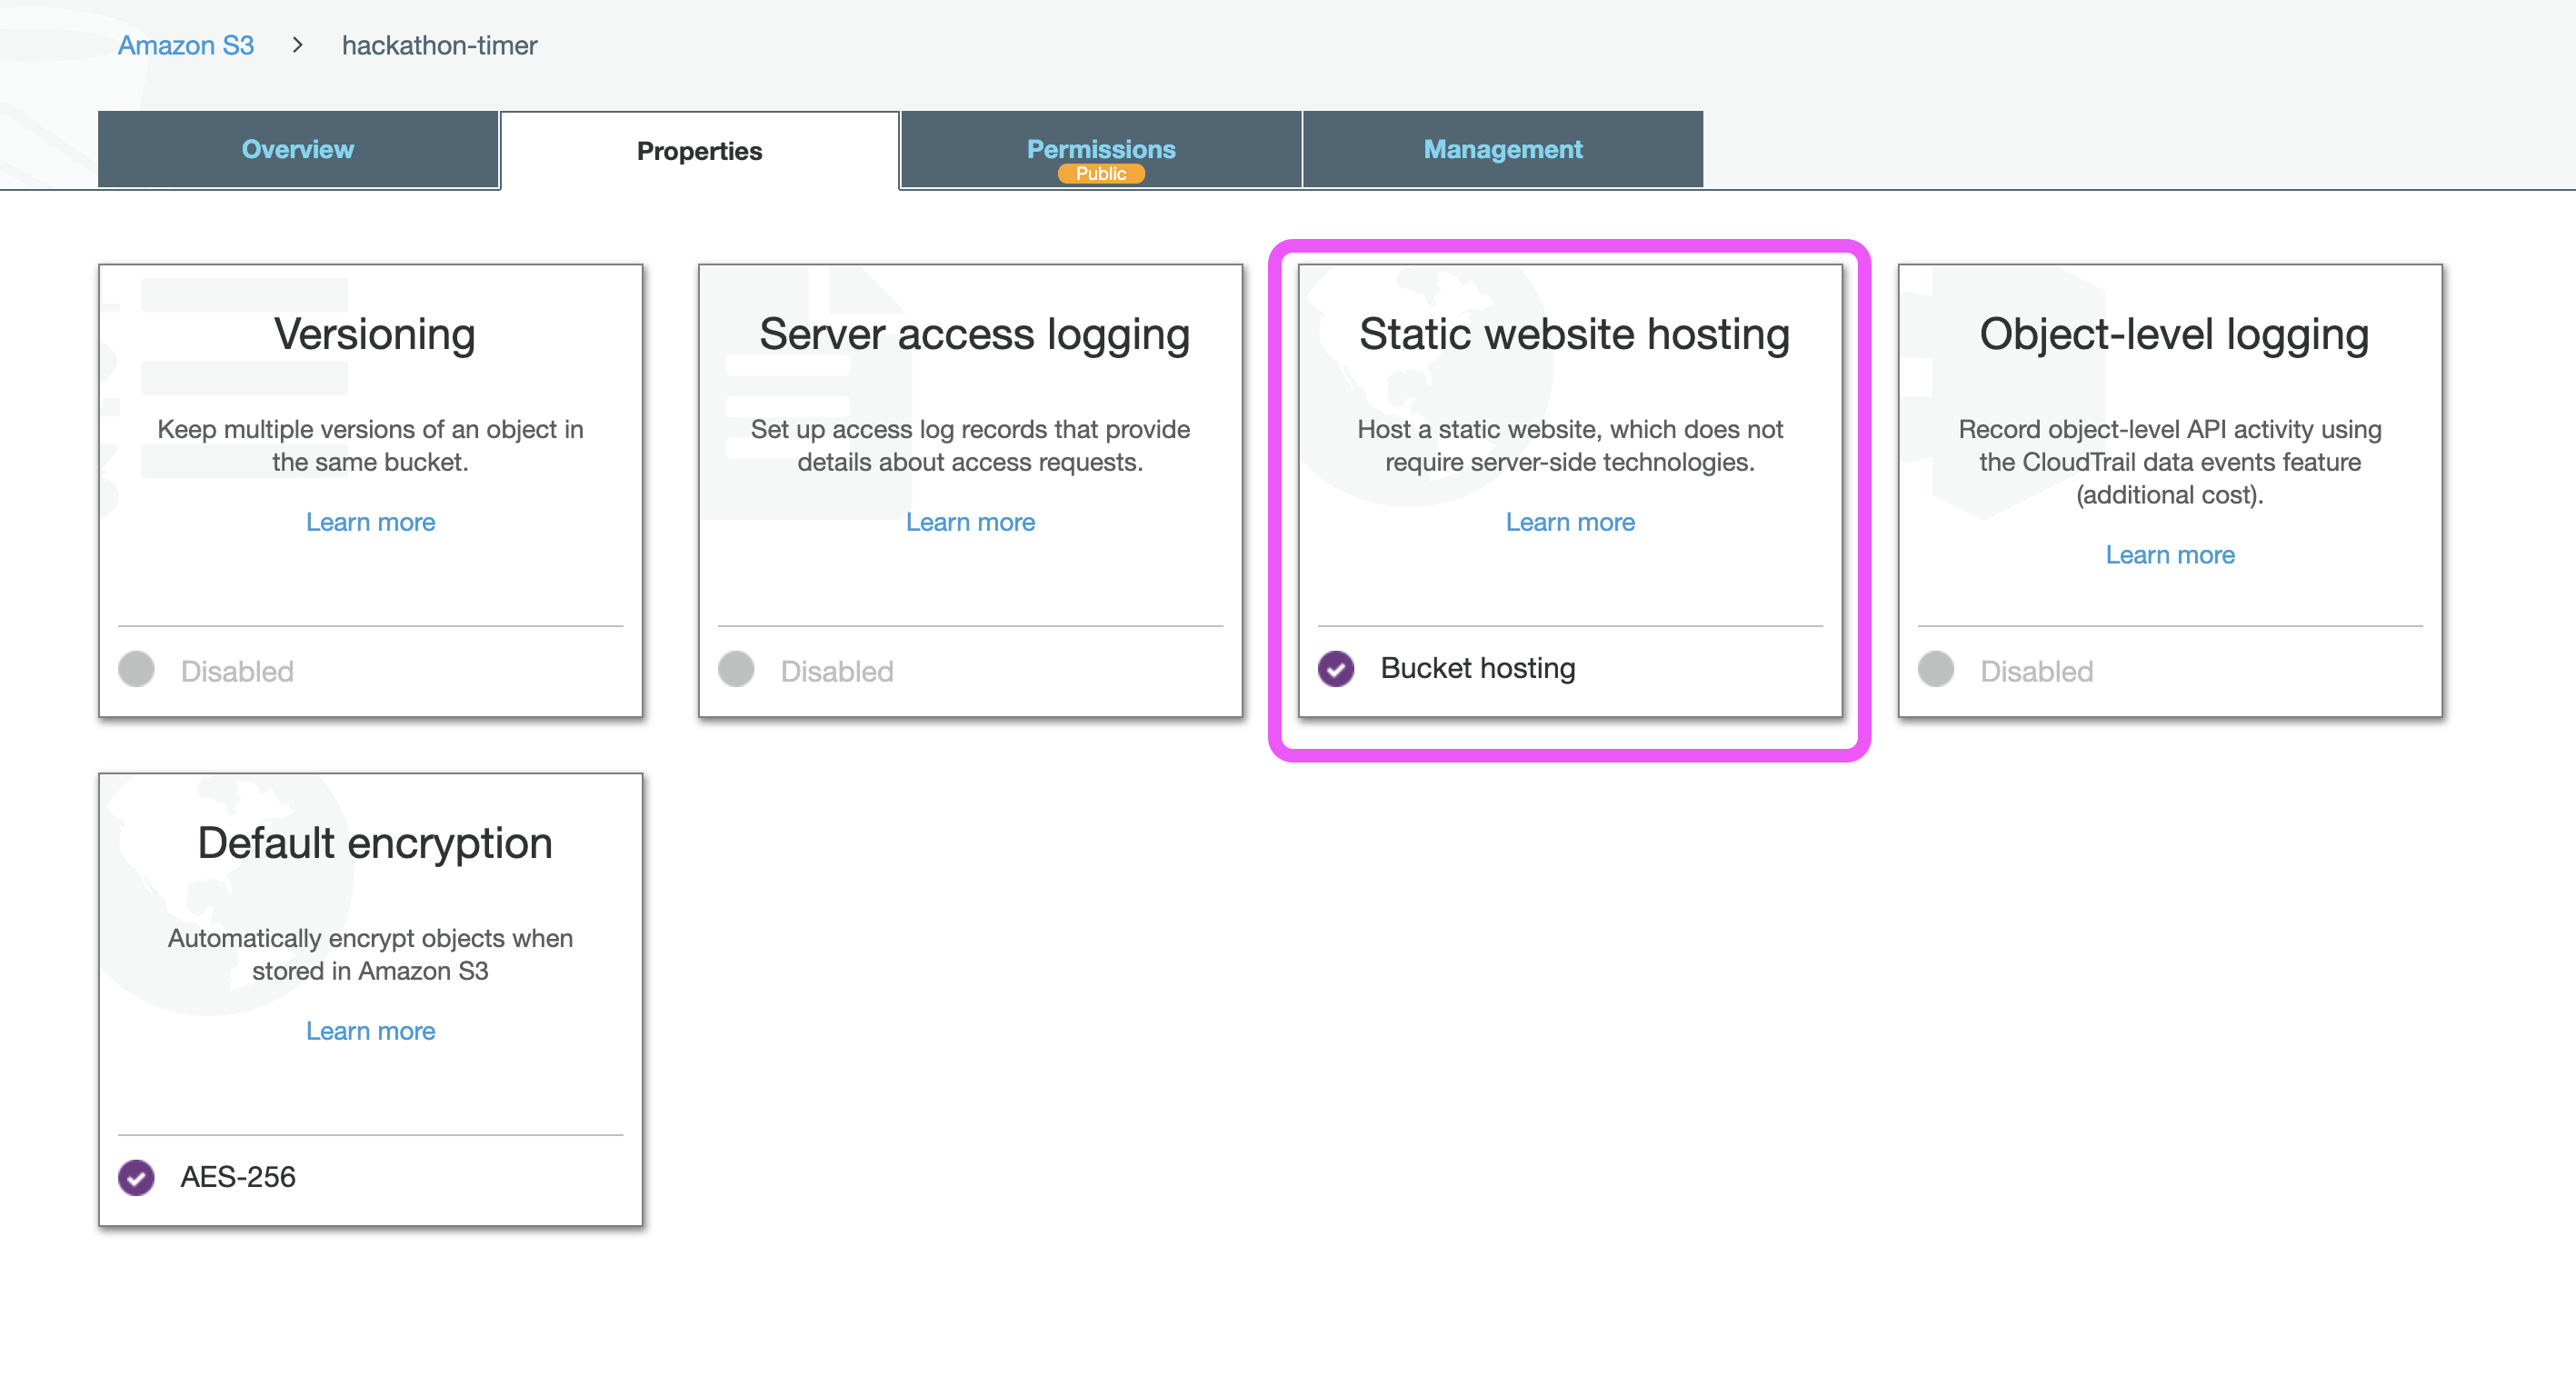 Amazon S3 > hackathon-timer
Overview
Properties
Permissions
Public
Management
Versioning
Keep multiple versions of an object in
the same bucket.
Learn more
Disabled
Server access logging
Set up access log records that provide
details about access requests.
Learn more
Disabled
Static website hosting
Host a static website, which does not
require server-side technologies.
Learn more
Bucket hosting
Object-level logging
Record object-level API activity using
the CloudTrail data events feature
(additional cost).
Learn more
Disabled
Default encryption
Automatically encrypt objects when
stored in Amazon S3
Learn more
AES-256